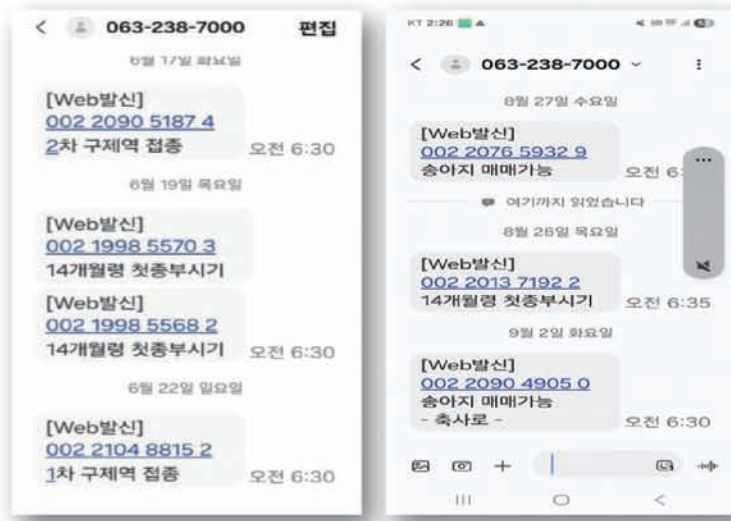 063-238-7000 편집
6월 17일 화요일
[Web발신]
002 2090 5187 4
2차 구제역 접종 오전 6:30
6월 19일 목요일
[Web발신]
002 1998 5570 3
14개월령 첫종부시기
[Web발신]
002 1998 5568 2
14개월령 첫종부시기 오전 6:30
6월 22일 일요일
[Web발신]
002 2104 8815 2
1차 구제역 접종 오전 6:30
KT 2:26
063-238-7000
8월 27일 수요일
[Web발신]
002 2076 5932 9
송아지 매매가능 오전
여기까지 읽었습니다
8월 28일 목요일
[Web발신]
002 2013 7192 2
14개월령 첫종부시기 오전 6:35
9월 2일 화요일
[Web발신]
002 2090 4905 0
송아지 매매가능
- 축사로 - 오전 6:30